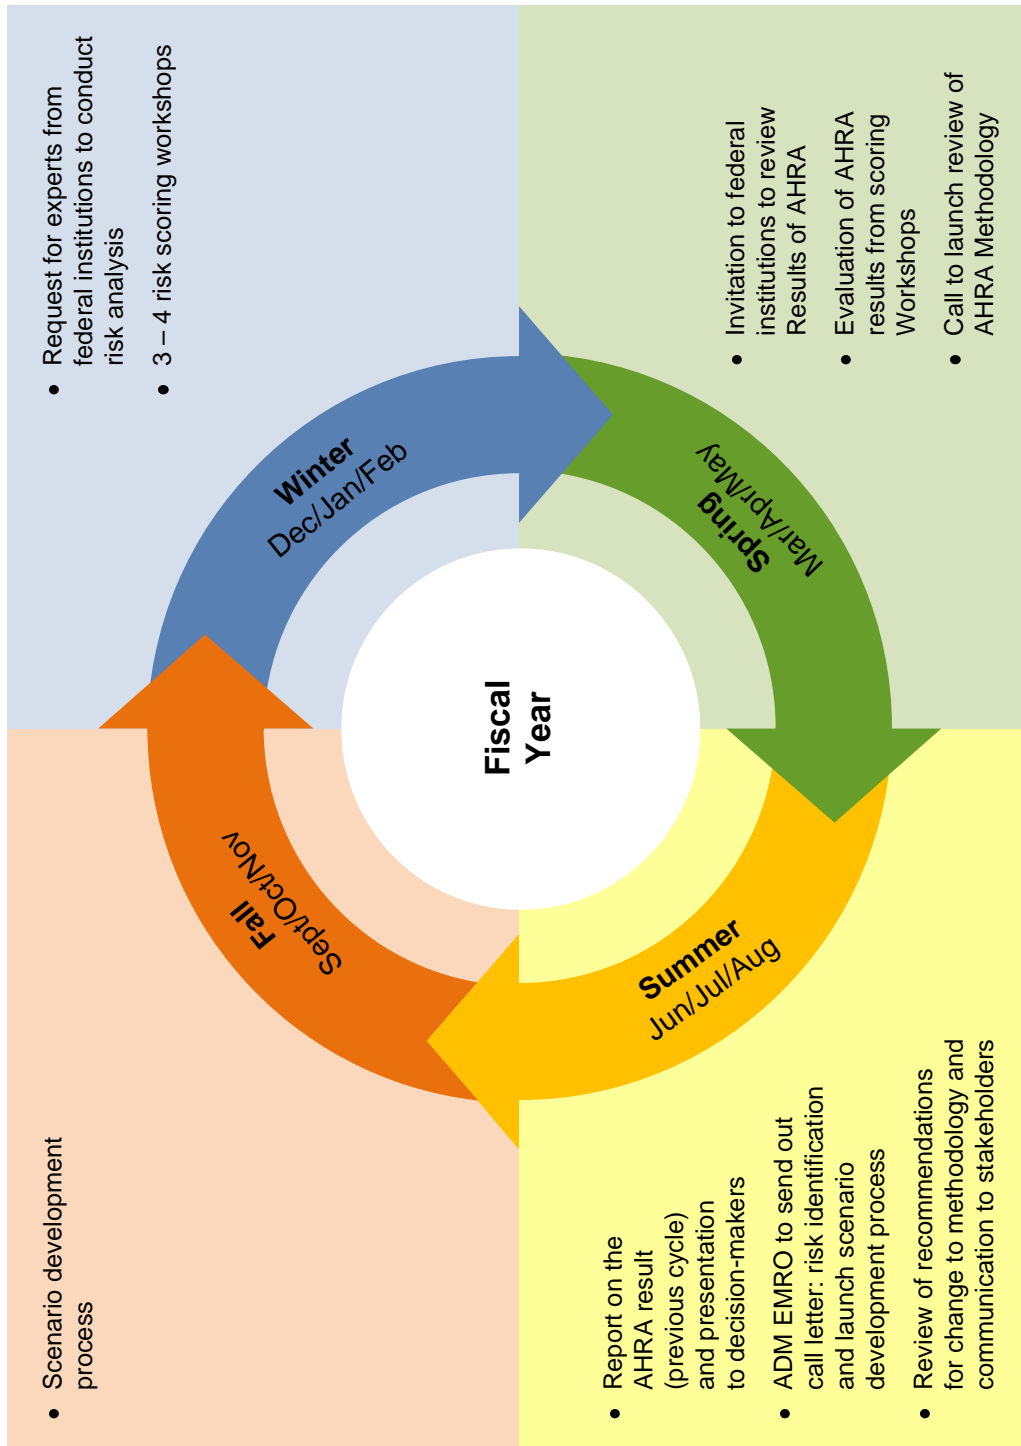 • Scenario development
process
• Request for experts from
federal institutions to conduct
risk analysis
• 3 – 4 risk scoring workshops
Fall
Sept/Oct/Nov
Winter
Dec/Jan/Feb
Fiscal
Year
Summer
Jun/Jul/Aug
Spring
Mar/Apr/May
• Report on the
AHRA result
(previous cycle)
and presentation
to decision-makers
• ADM EMRO to send out
call letter: risk identification
and launch scenario
development process
• Review of recommendations
for change to methodology and
communication to stakeholders
• Invitation to federal
institutions to review
Results of AHRA
• Evaluation of AHRA
results from scoring
Workshops
• Call to launch review of
AHRA Methodology